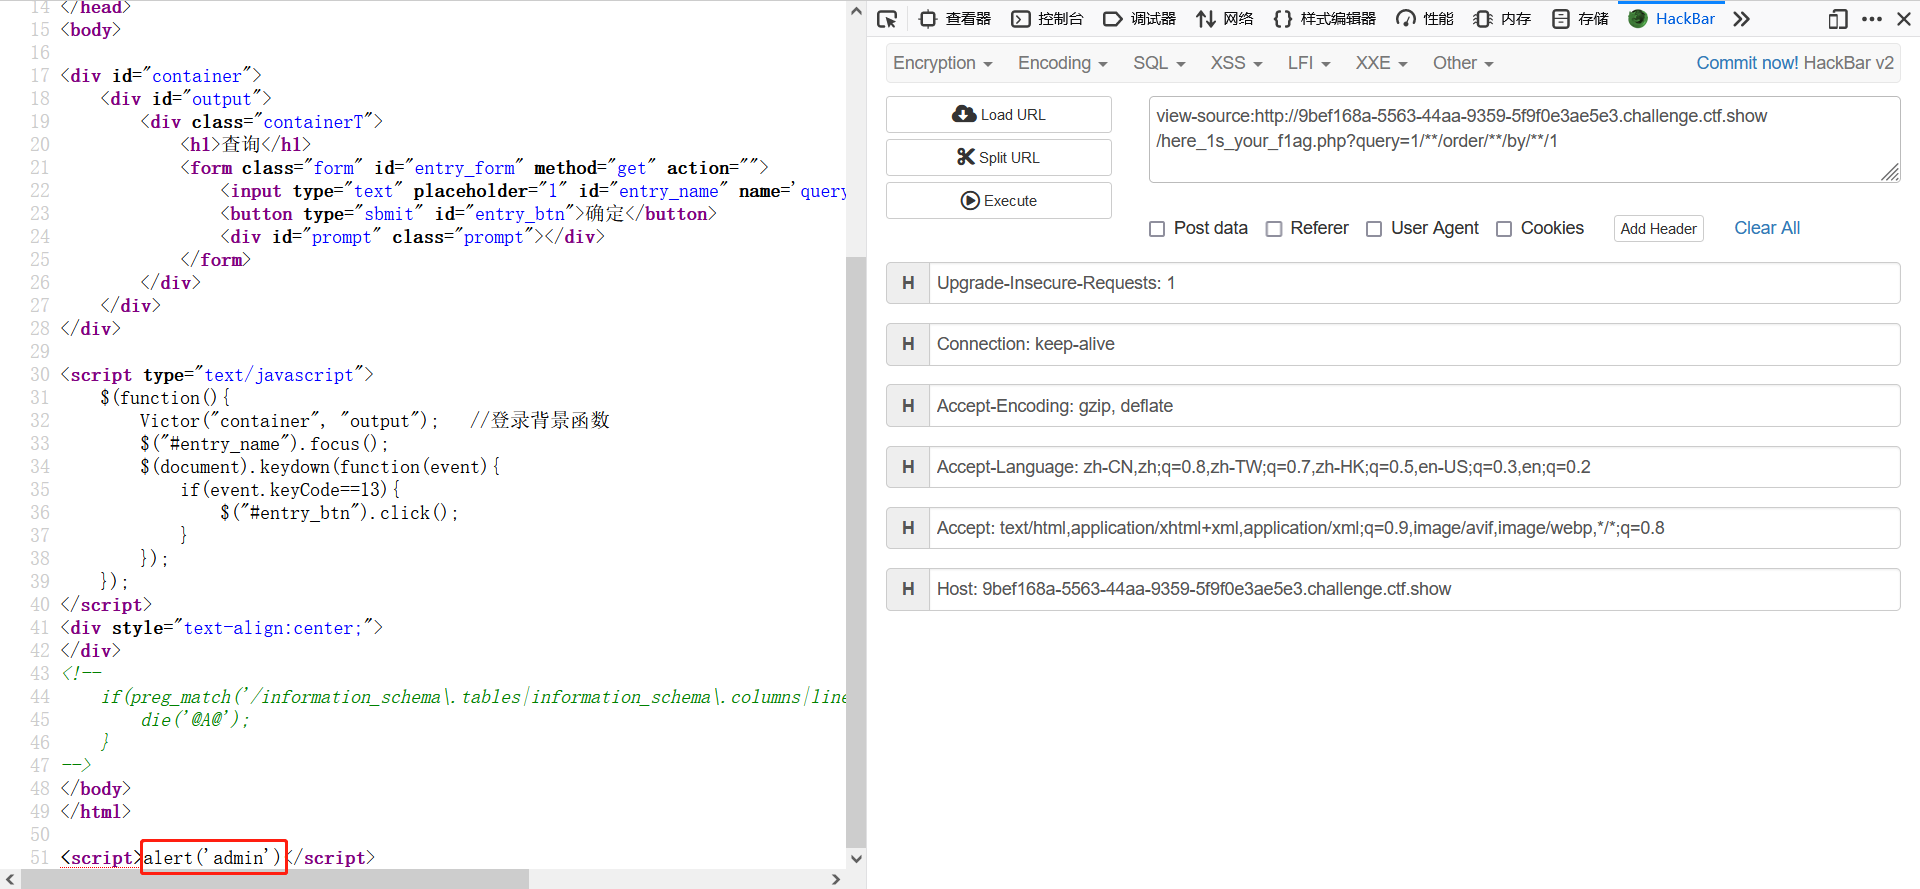 14 </head>
15 <body>
16
17 <div id="container">
18 <div id="output">
19 <div class="containerT">
20 <h1>查询</h1>
21 <form class="form" id="entry_form" method="get" action="">
22 <input type="text" placeholder="1" id="entry_name" name='query
23 <button type="sbmit" id="entry_btn">确定</button>
24 <div id="prompt" class="prompt"></div>
25 </form>
26 </div>
27 </div>
28 </div>
29
30 <script type="text/javascript">
31 $(function(){
32 Victor("container", "output"); //登录背景函数
33 $("#entry_name").focus();
34 $(document).keydown(function(event){
35 if(event.keyCode==13){
36 $("#entry_btn").click();
37 }
38 });
39 });
40 </script>
41 <div style="text-align:center;">
42 </div>
43 <!--
44 if(preg_match('/information_schema\.tables|information_schema\.columns|line
45 die('@A@');
46 }
47 -->
48 </body>
49 </html>
50
51 <script>alert('admin')</script>
查看器 控制台 调试器 网络 {} 样式编辑器 性能 内存 存储 HackBar
Encryption Encoding SQL XSS LFI XXE Other Commit now! HackBar v2
Load URL
Split URL
Execute
view-source:http://9bef168a-5563-44aa-9359-5f9f0e3ae5e3.challenge.ctf.show
/here_1s_your_f1ag.php?query=1/**/order/**/by/**/1
Post data Referer User Agent Cookies Add Header Clear All
H Upgrade-Insecure-Requests: 1
H Connection: keep-alive
H Accept-Encoding: gzip, deflate
H Accept-Language: zh-CN,zh;q=0.8,zh-TW;q=0.7,zh-HK;q=0.5,en-US;q=0.3,en;q=0.2
H Accept: text/html,application/xhtml+xml,application/xml;q=0.9,image/avif,image/webp,*/*;q=0.8
H Host: 9bef168a-5563-44aa-9359-5f9f0e3ae5e3.challenge.ctf.show